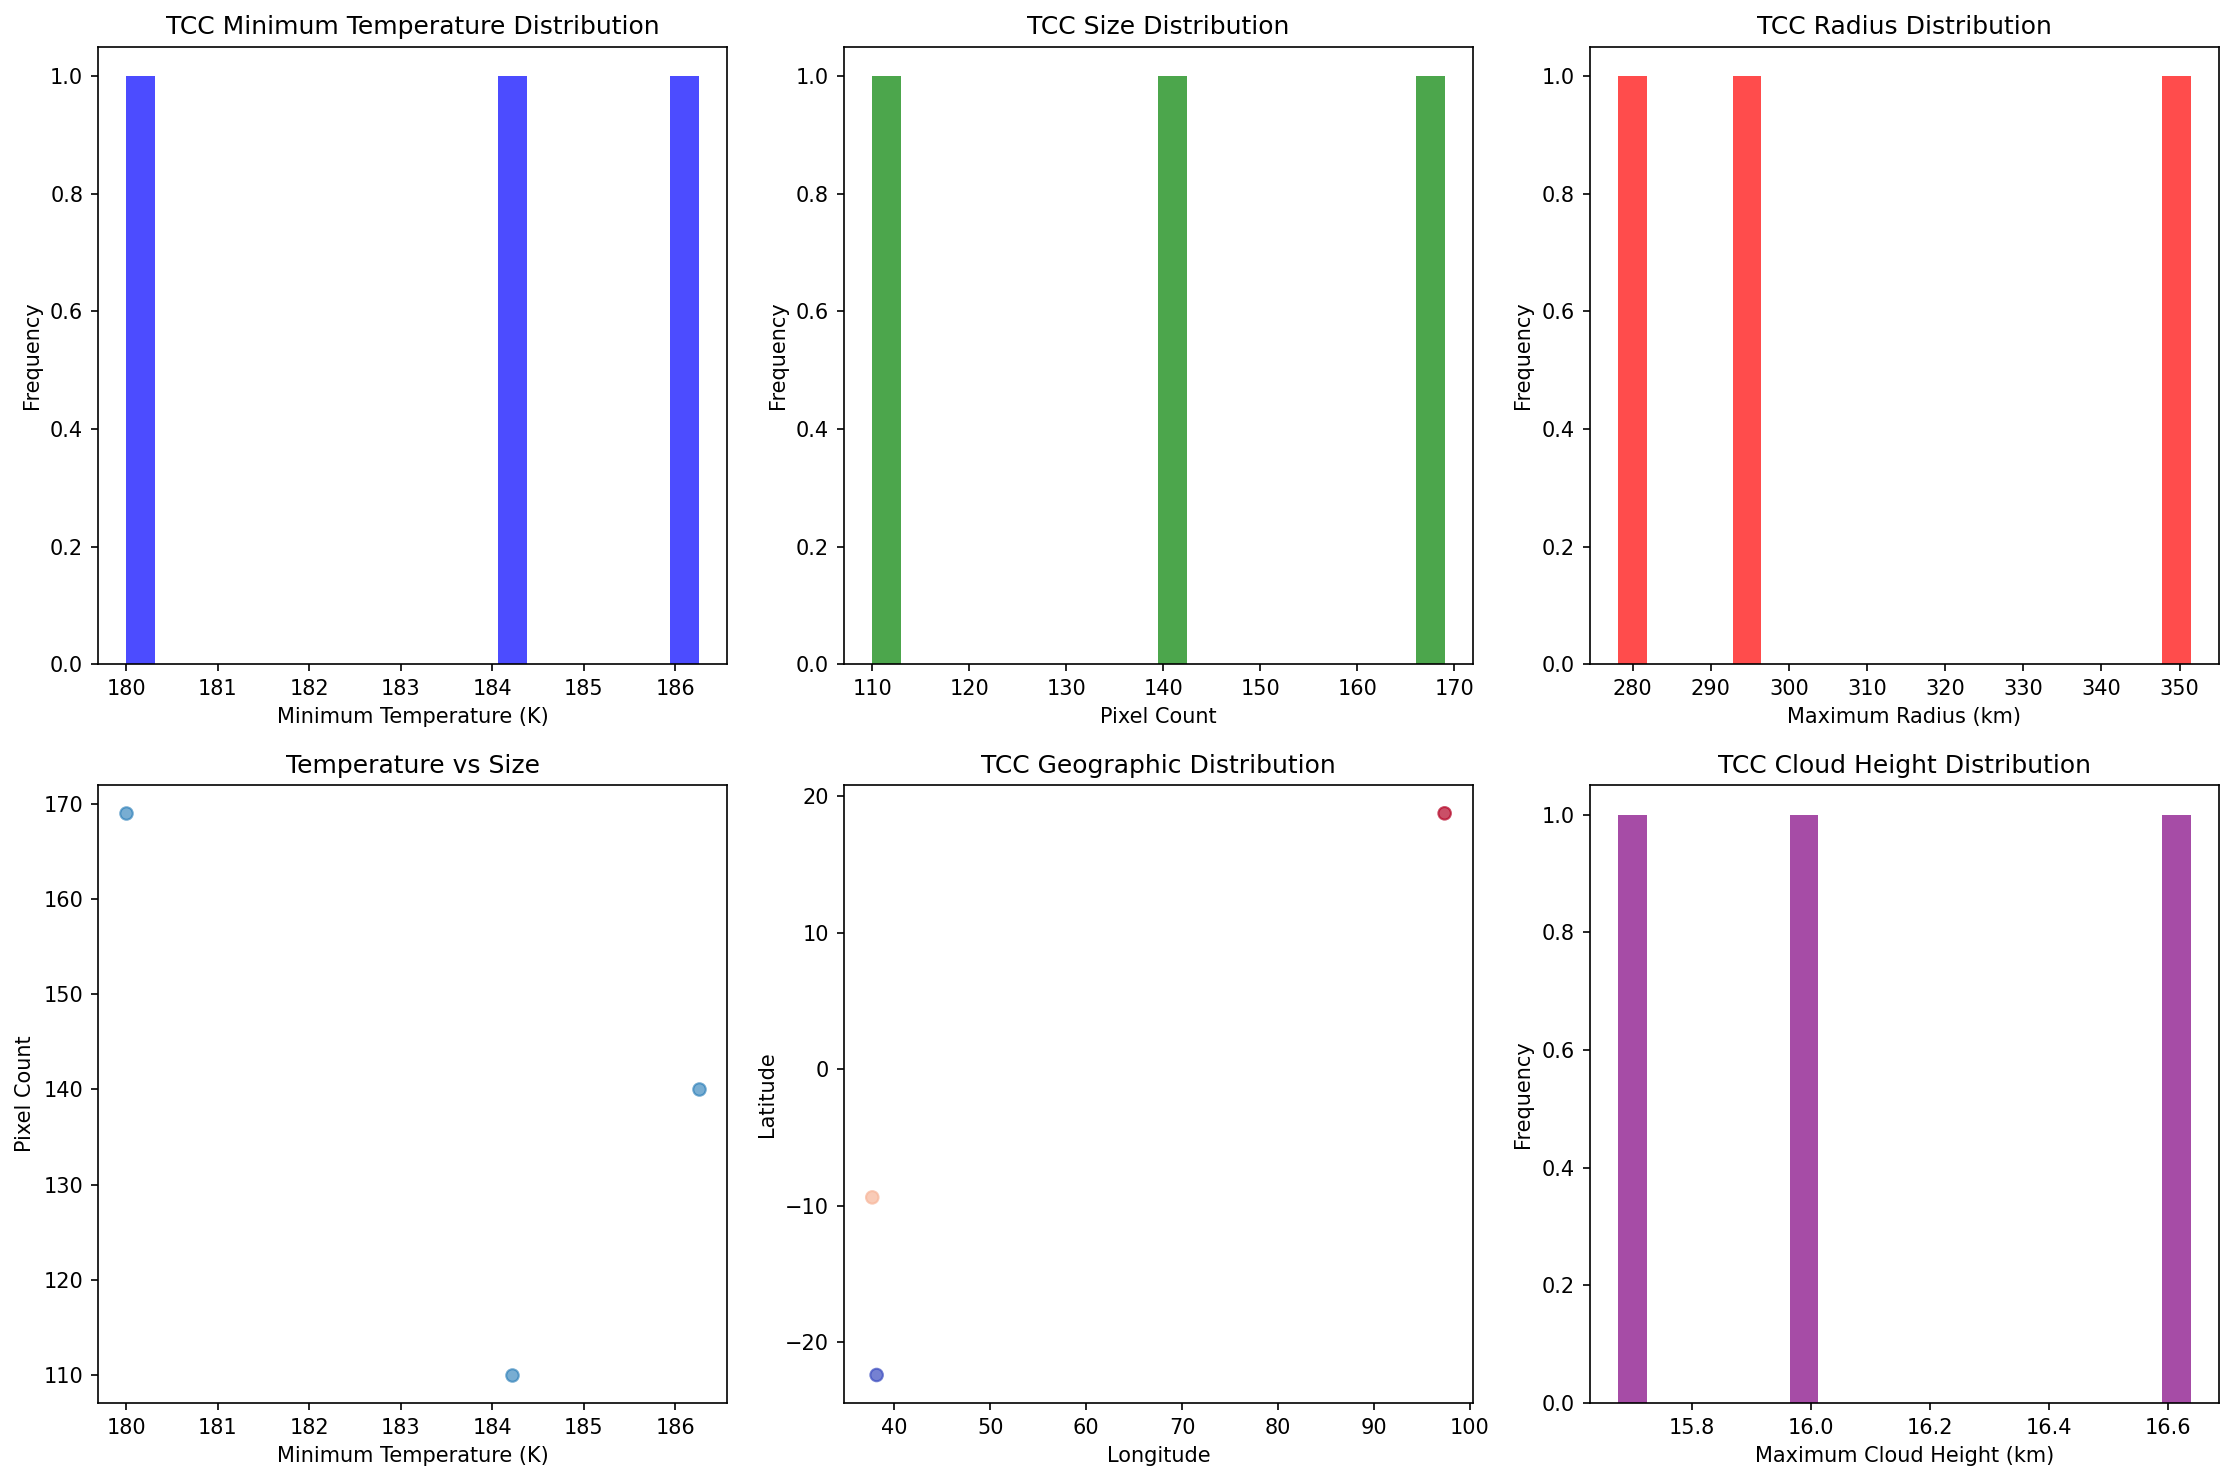 TCC Minimum Temperature Distribution
TCC Size Distribution
TCC Radius Distribution
Frequency
1.0
0.8
0.6
0.4
0.2
0.0
180 181 182 183 184 185 186
Minimum Temperature (K)
Frequency
1.0
0.8
0.6
0.4
0.2
0.0
110 120 130 140 150 160 170
Pixel Count
Frequency
1.0
0.8
0.6
0.4
0.2
0.0
280 290 300 310 320 330 340 350
Maximum Radius (km)
Temperature vs Size
TCC Geographic Distribution
TCC Cloud Height Distribution
Pixel Count
170
160
150
140
130
120
110
180 181 182 183 184 185 186
Minimum Temperature (K)
Latitude
20
10
0
−10
−20
40 50 60 70 80 90 100
Longitude
Frequency
1.0
0.8
0.6
0.4
0.2
0.0
15.8 16.0 16.2 16.4 16.6
Maximum Cloud Height (km)